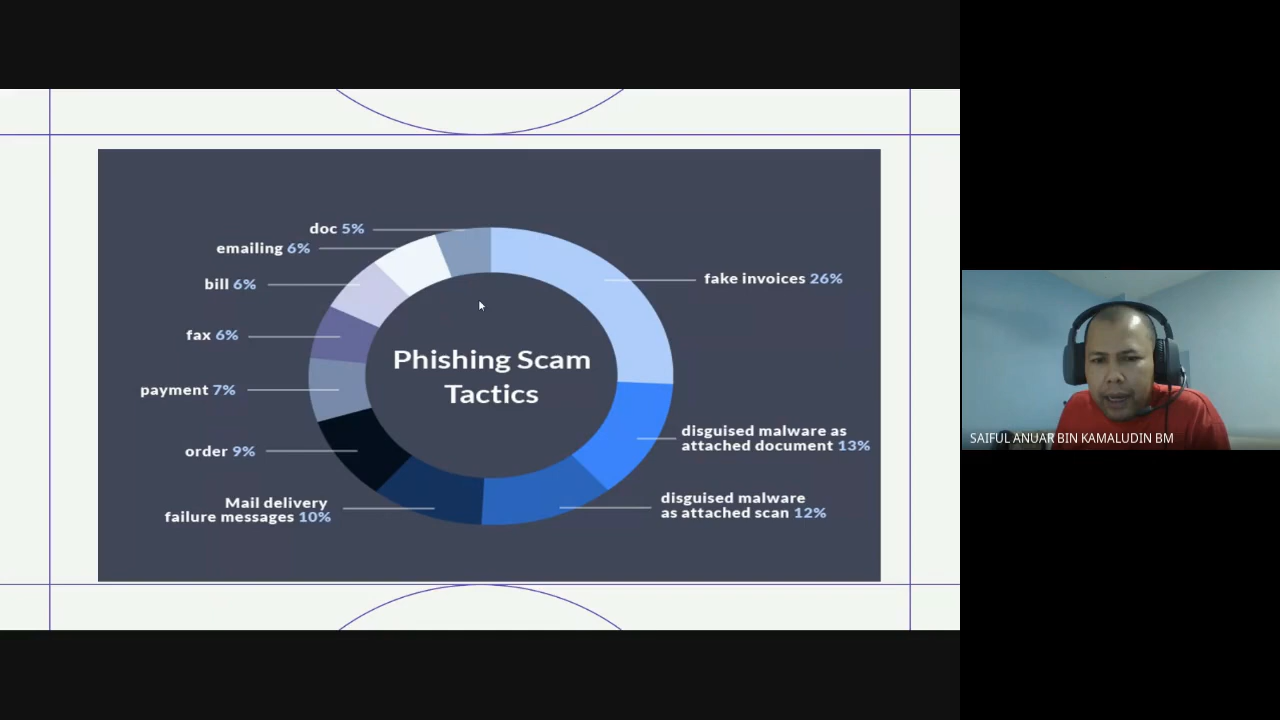 doc 5%
emailing 6%
bill 6%
fax 6%
payment 7%
order 9%
Mail delivery
failure messages 10%
Phishing Scam
Tactics
fake invoices 26%
disguised malware as
attached document 13%
disguised malware
as attached scan 12%
SAIFUL ANUAR BIN KAMALUDIN BM